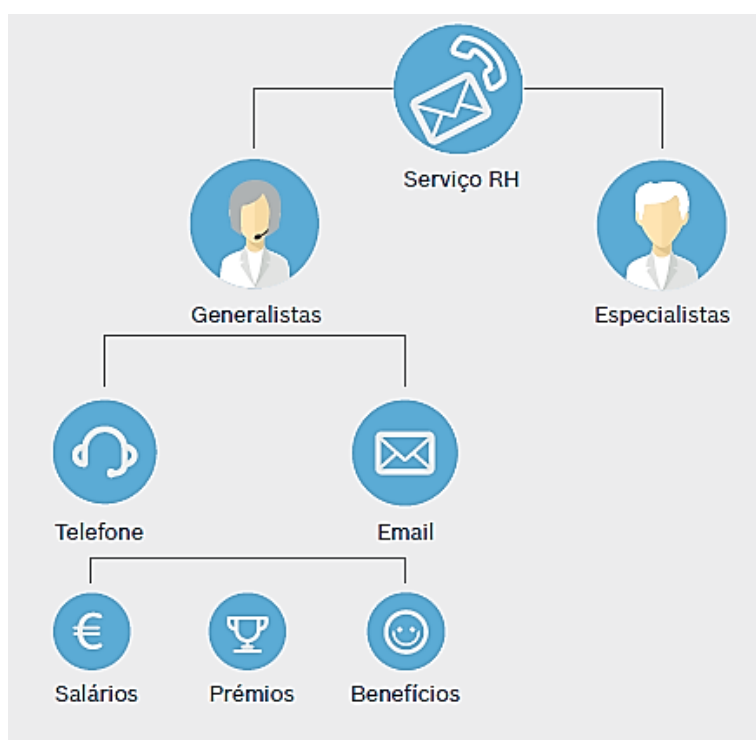 Serviço RH
Generalistas
Especialistas
Telefone
Email
€
Salários
Prémios
Benefícios